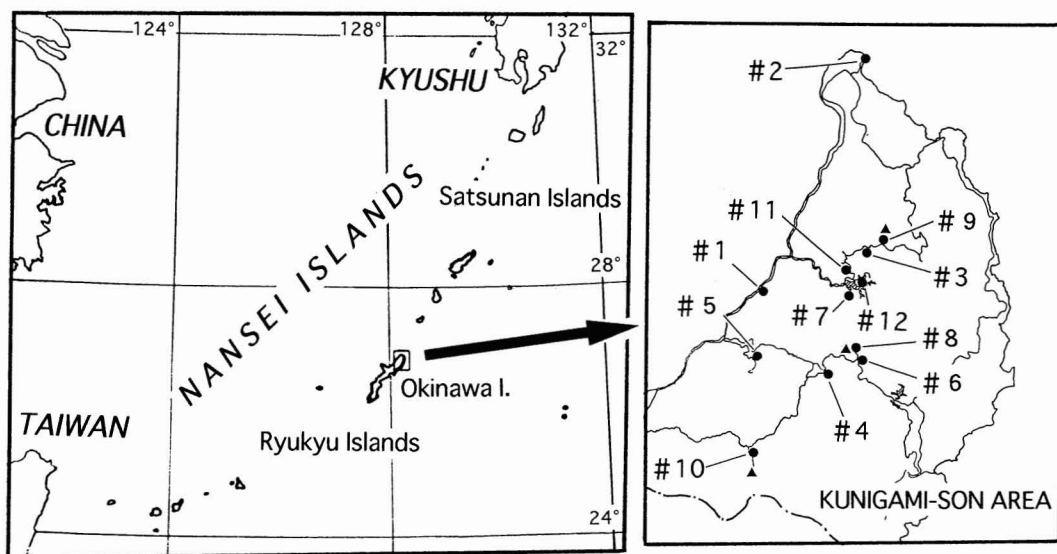 124°
128°
132°
32°
KYUSHU
CHINA
Satsunan Islands
NANSEI ISLANDS
28°
Okinawa I.
TAIWAN
Ryukyu Islands
24°
#2
#11
#9
#1
#3
#5
#7
#12
#8
#6
#4
#10
KUNIGAMI-SON AREA